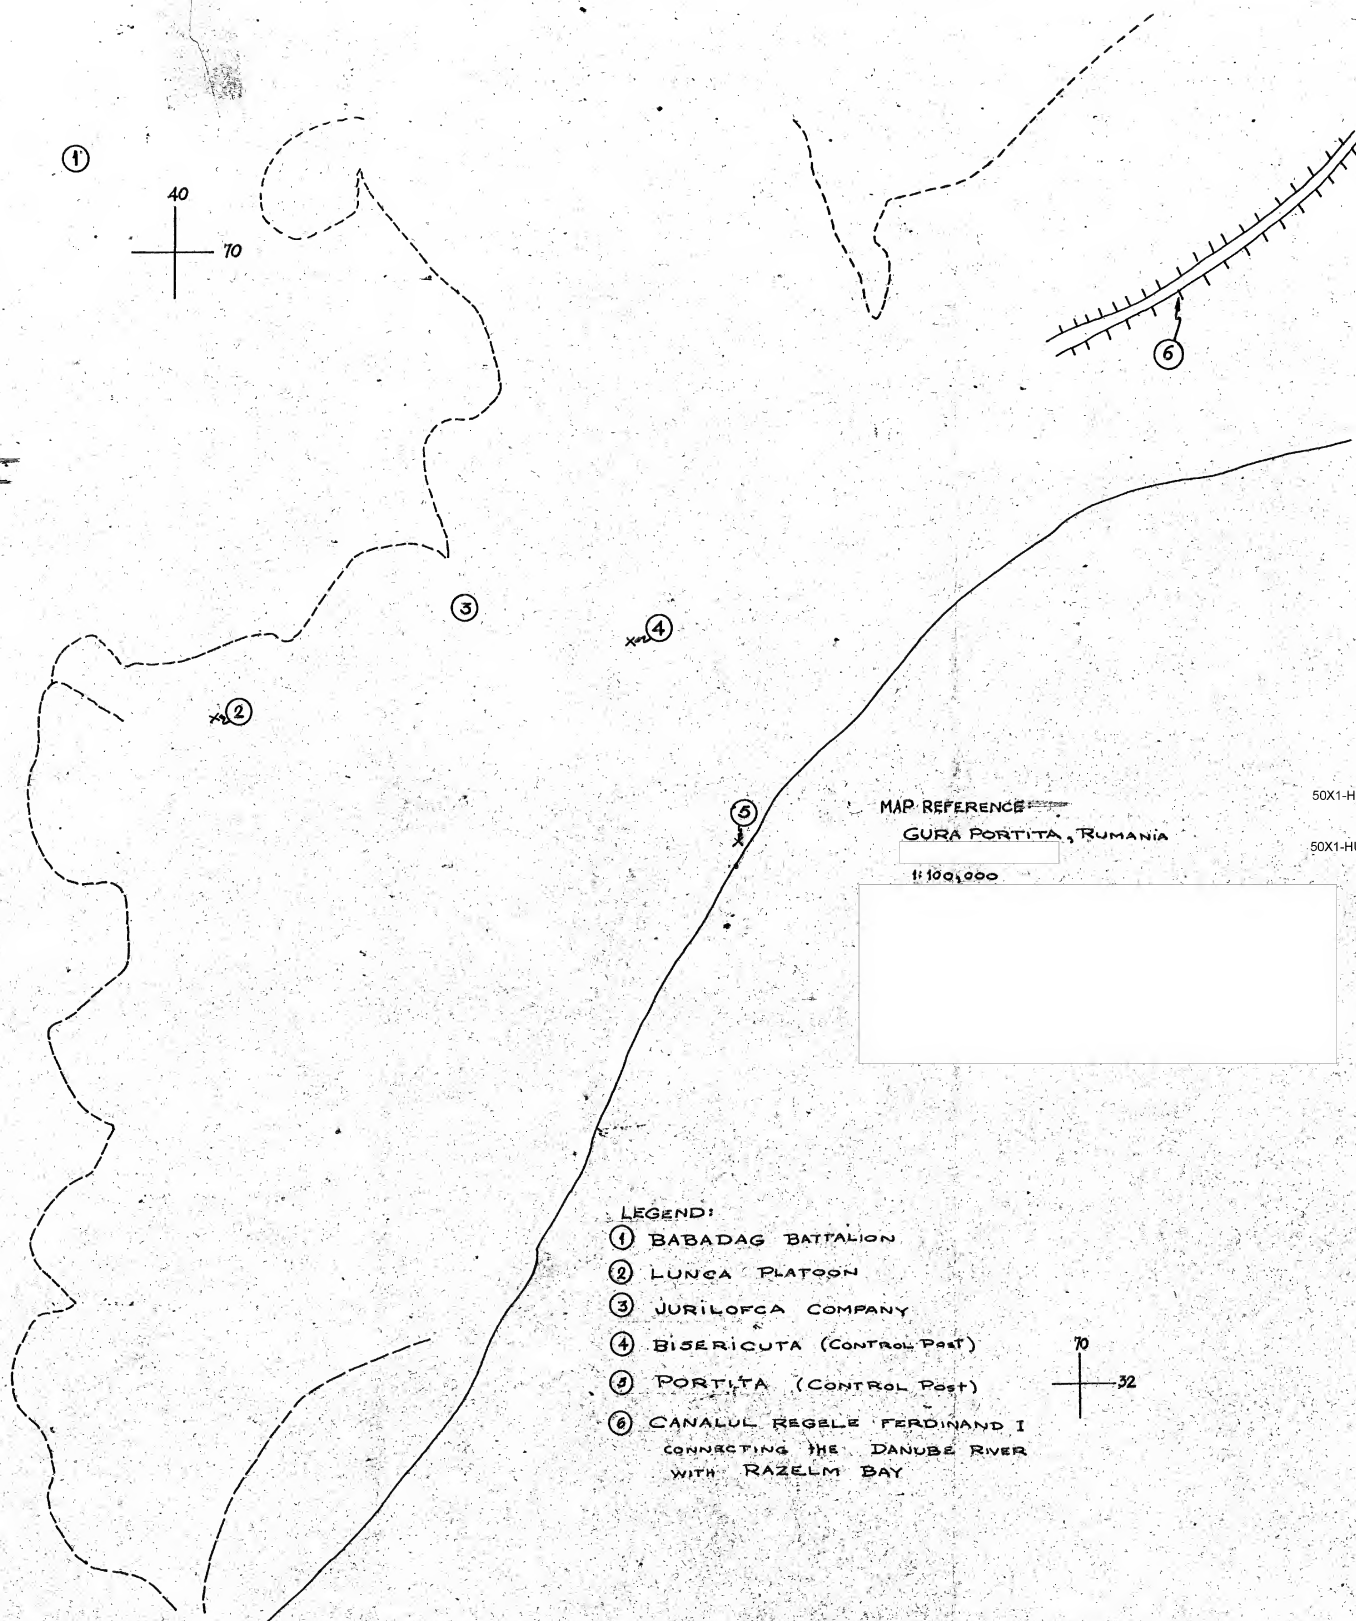 1
40
70
6
3
4
2
5
MAP REFERENCE
50X1-H
GURA PORTITA, RUMANIA
50X1-HU
1:100,000
LEGEND:
1 BABADAG BATTALION
2 LUNCA PLATOON
3 JURILOFCA COMPANY
4 BISERICUTA (CONTROL POST)
70
5 PORTITA (CONTROL POST)
32
6 CANALUL REGELE FERDINAND I
CONNECTING THE DANUBE RIVER
WITH RAZELM BAY